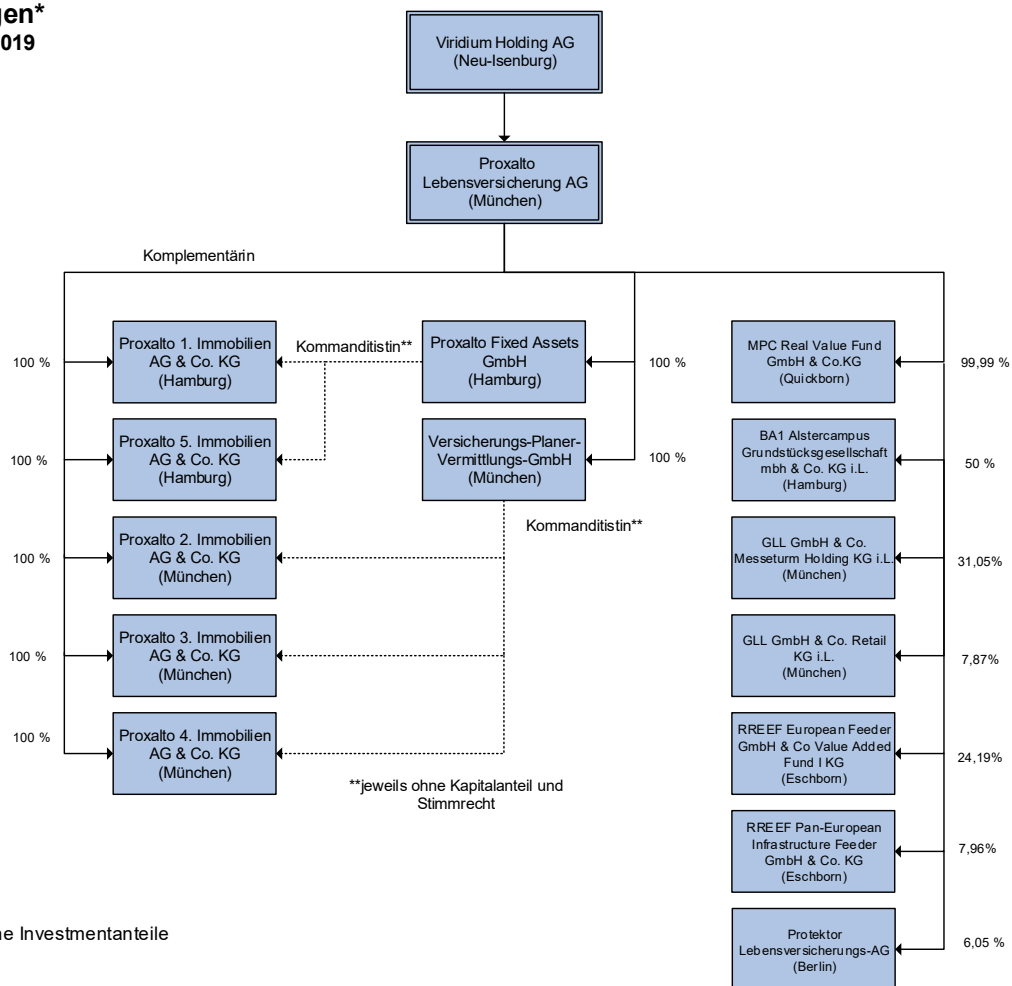 gen*
019
Viridium Holding AG
(Neu-Isenburg)
Proxalto
Lebensversicherung AG
(München)
Komplementärin
100 %
Proxalto 1. Immobilien
AG & Co. KG
(Hamburg)
Kommanditistin**
Proxalto Fixed Assets
GmbH
(Hamburg)
100 %
MPC Real Value Fund
GmbH & Co.KG
(Quickborn)
99,99 %
100 %
Proxalto 5. Immobilien
AG & Co. KG
(Hamburg)
Versicherungs-Planer-
Vermittlungs-GmbH
(München)
100 %
BA1 Alstercampus
Grundstücksgesellschaft
mbh & Co. KG i.L.
(Hamburg)
50 %
Kommanditistin**
100 %
Proxalto 2. Immobilien
AG & Co. KG
(München)
GLL GmbH & Co.
Messeturm Holding KG i.L.
(München)
31,05%
100 %
Proxalto 3. Immobilien
AG & Co. KG
(München)
GLL GmbH & Co. Retail
KG i.L.
(München)
7,87%
100 %
Proxalto 4. Immobilien
AG & Co. KG
(München)
RREEF European Feeder
GmbH & Co Value Added
Fund I KG
(Eschborn)
24,19%
**jeweils ohne Kapitalanteil und
Stimmrecht
RREEF Pan-European
Infrastructure Feeder
GmbH & Co. KG
(Eschborn)
7,96%
ne Investmentanteile
Protektor
Lebensversicherungs-AG
(Berlin)
6,05 %